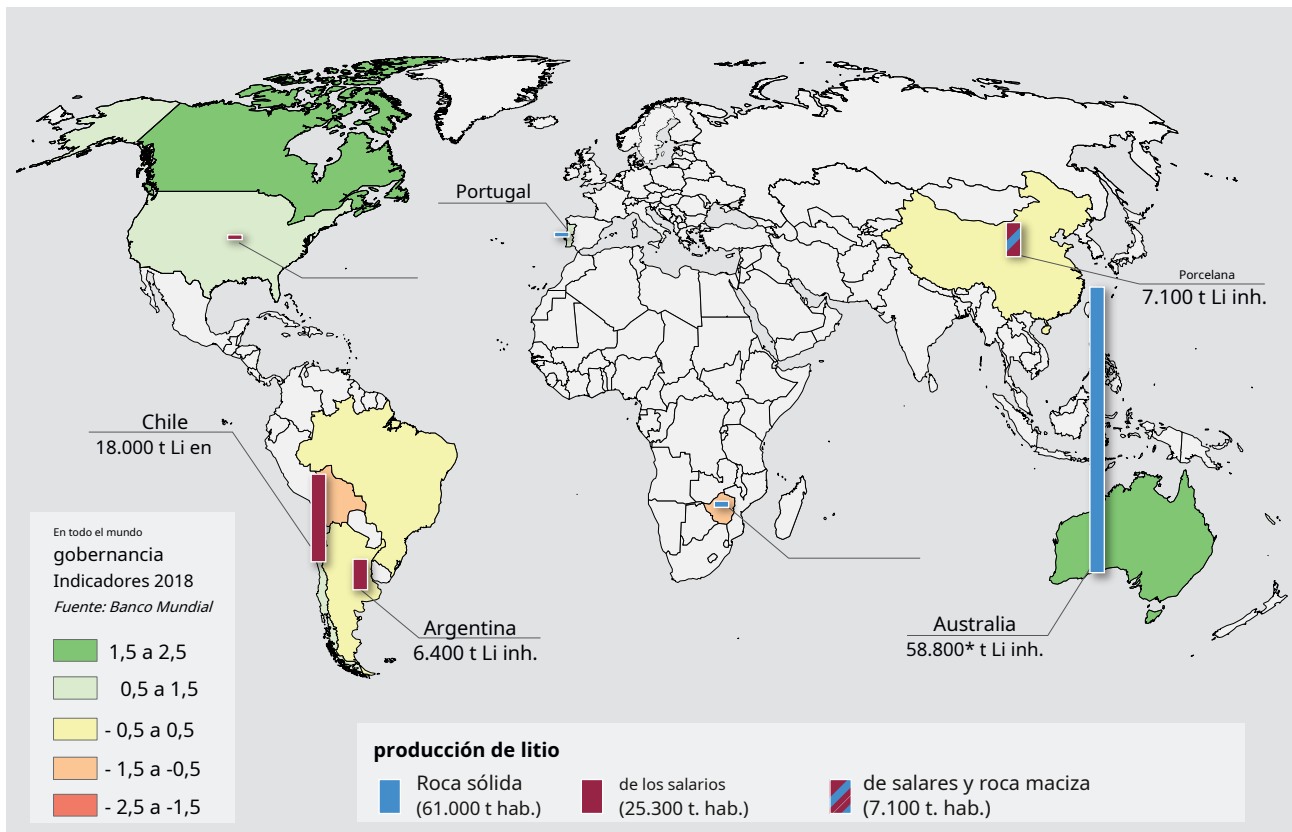 Portugal
Porcelana
7.100 t Li inh.
Chile
18.000 t Li en
Argentina
6.400 t Li inh.
Australia
58.800* t Li inh.
En todo el mundo
gobernancia
Indicadores 2018
Fuente: Banco Mundial
1,5 a 2,5
0,5 a 1,5
- 0,5 a 0,5
- 1,5 a -0,5
- 2,5 a -1,5
producción de litio
Roca sólida
(61.000 t hab.)
de los salarios
(25.300 t. hab.)
de salares y roca maciza
(7.100 t. hab.)